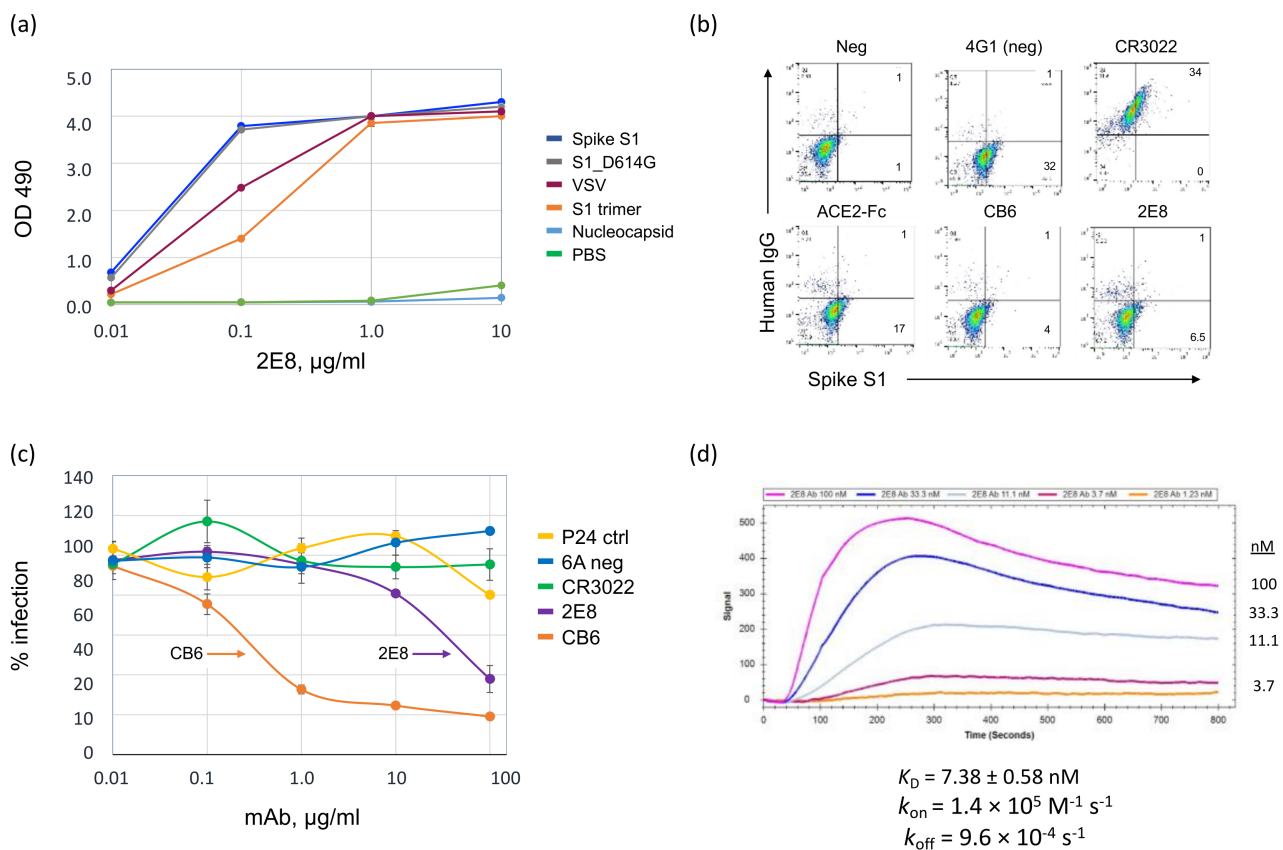 (a)
5.0
4.0
3.0
2.0
1.0
0.0
OD 490
0.01 0.1 1.0 10
2E8, µg/ml
Spike S1
S1_D614G
VSV
S1 trimer
Nucleocapsid
PBS
(b)
Neg 4G1 (neg) CR3022
1 1 34
1 32 0
ACE2-Fc CB6 2E8
1 1 1
17 4 6.5
Human IgG
Spike S1
(c)
140
120
100
80
60
40
20
10
0
% infection
CB6
2E8
0.01 0.1 1.0 10 100
mAb, µg/ml
P24 ctrl
6A neg
CR3022
2E8
CB6
(d)
2E8 Ab 100 nM 2E8 Ab 33.3 nM 2E8 Ab 11.1 nM 2E8 Ab 3.7 nM 2E8 Ab 1.23 nM
500
400
300
200
100
0
Signal
0 100 200 300 400 500 600 700 800
Time (Seconds)
nM
100
33.3
11.1
3.7
K_D = 7.38 ± 0.58 nM
k_on = 1.4 × 10⁵ M⁻¹ s⁻¹
k_off = 9.6 × 10⁻⁴ s⁻¹